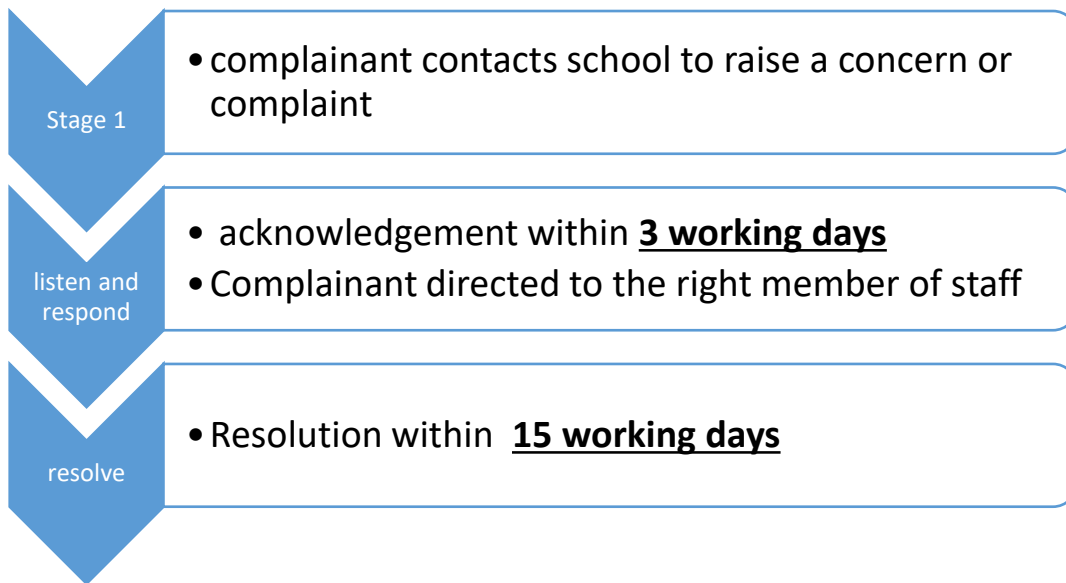 Stage 1
• complainant contacts school to raise a concern or
complaint
listen and
respond
• acknowledgement within 3 working days
• Complainant directed to the right member of staff
resolve
• Resolution within 15 working days